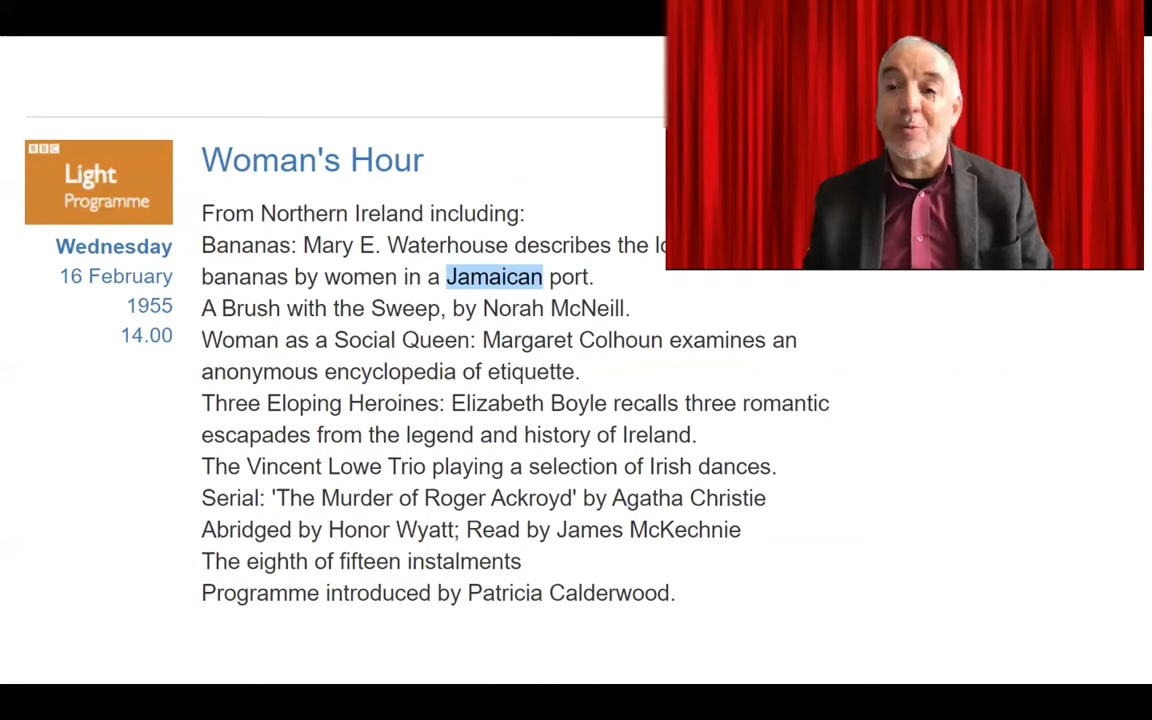 BBC
Light
Programme
Wednesday
16 February
1955
14.00
Woman's Hour
From Northern Ireland including:
Bananas: Mary E. Waterhouse describes the
bananas by women in a Jamaican port.
A Brush with the Sweep, by Norah McNeill.
Woman as a Social Queen: Margaret Colhoun examines an
anonymous encyclopedia of etiquette.
Three Eloping Heroines: Elizabeth Boyle recalls three romantic
escapades from the legend and history of Ireland.
The Vincent Lowe Trio playing a selection of Irish dances.
Serial: 'The Murder of Roger Ackroyd' by Agatha Christie
Abridged by Honor Wyatt; Read by James McKechnie
The eighth of fifteen instalments
Programme introduced by Patricia Calderwood.